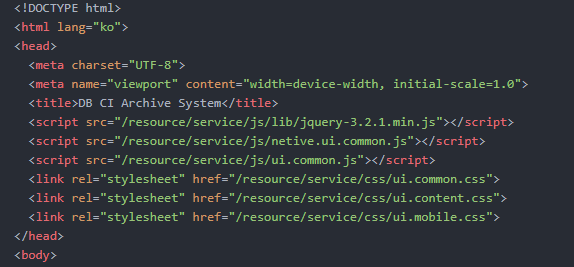 <!DOCTYPE html>
<html lang="ko">
<head>
<meta charset="UTF-8">
<meta name="viewport" content="width=device-width, initial-scale=1.0">
<title>DB CI Archive System</title>
<script src="/resource/service/js/lib/jquery-3.2.1.min.js"></script>
<script src="/resource/service/js/netive.ui.common.js"></script>
<script src="/resource/service/js/ui.common.js"></script>
<link rel="stylesheet" href="/resource/service/css/ui.common.css">
<link rel="stylesheet" href="/resource/service/css/ui.content.css">
<link rel="stylesheet" href="/resource/service/css/ui.mobile.css">
</head>
<body>